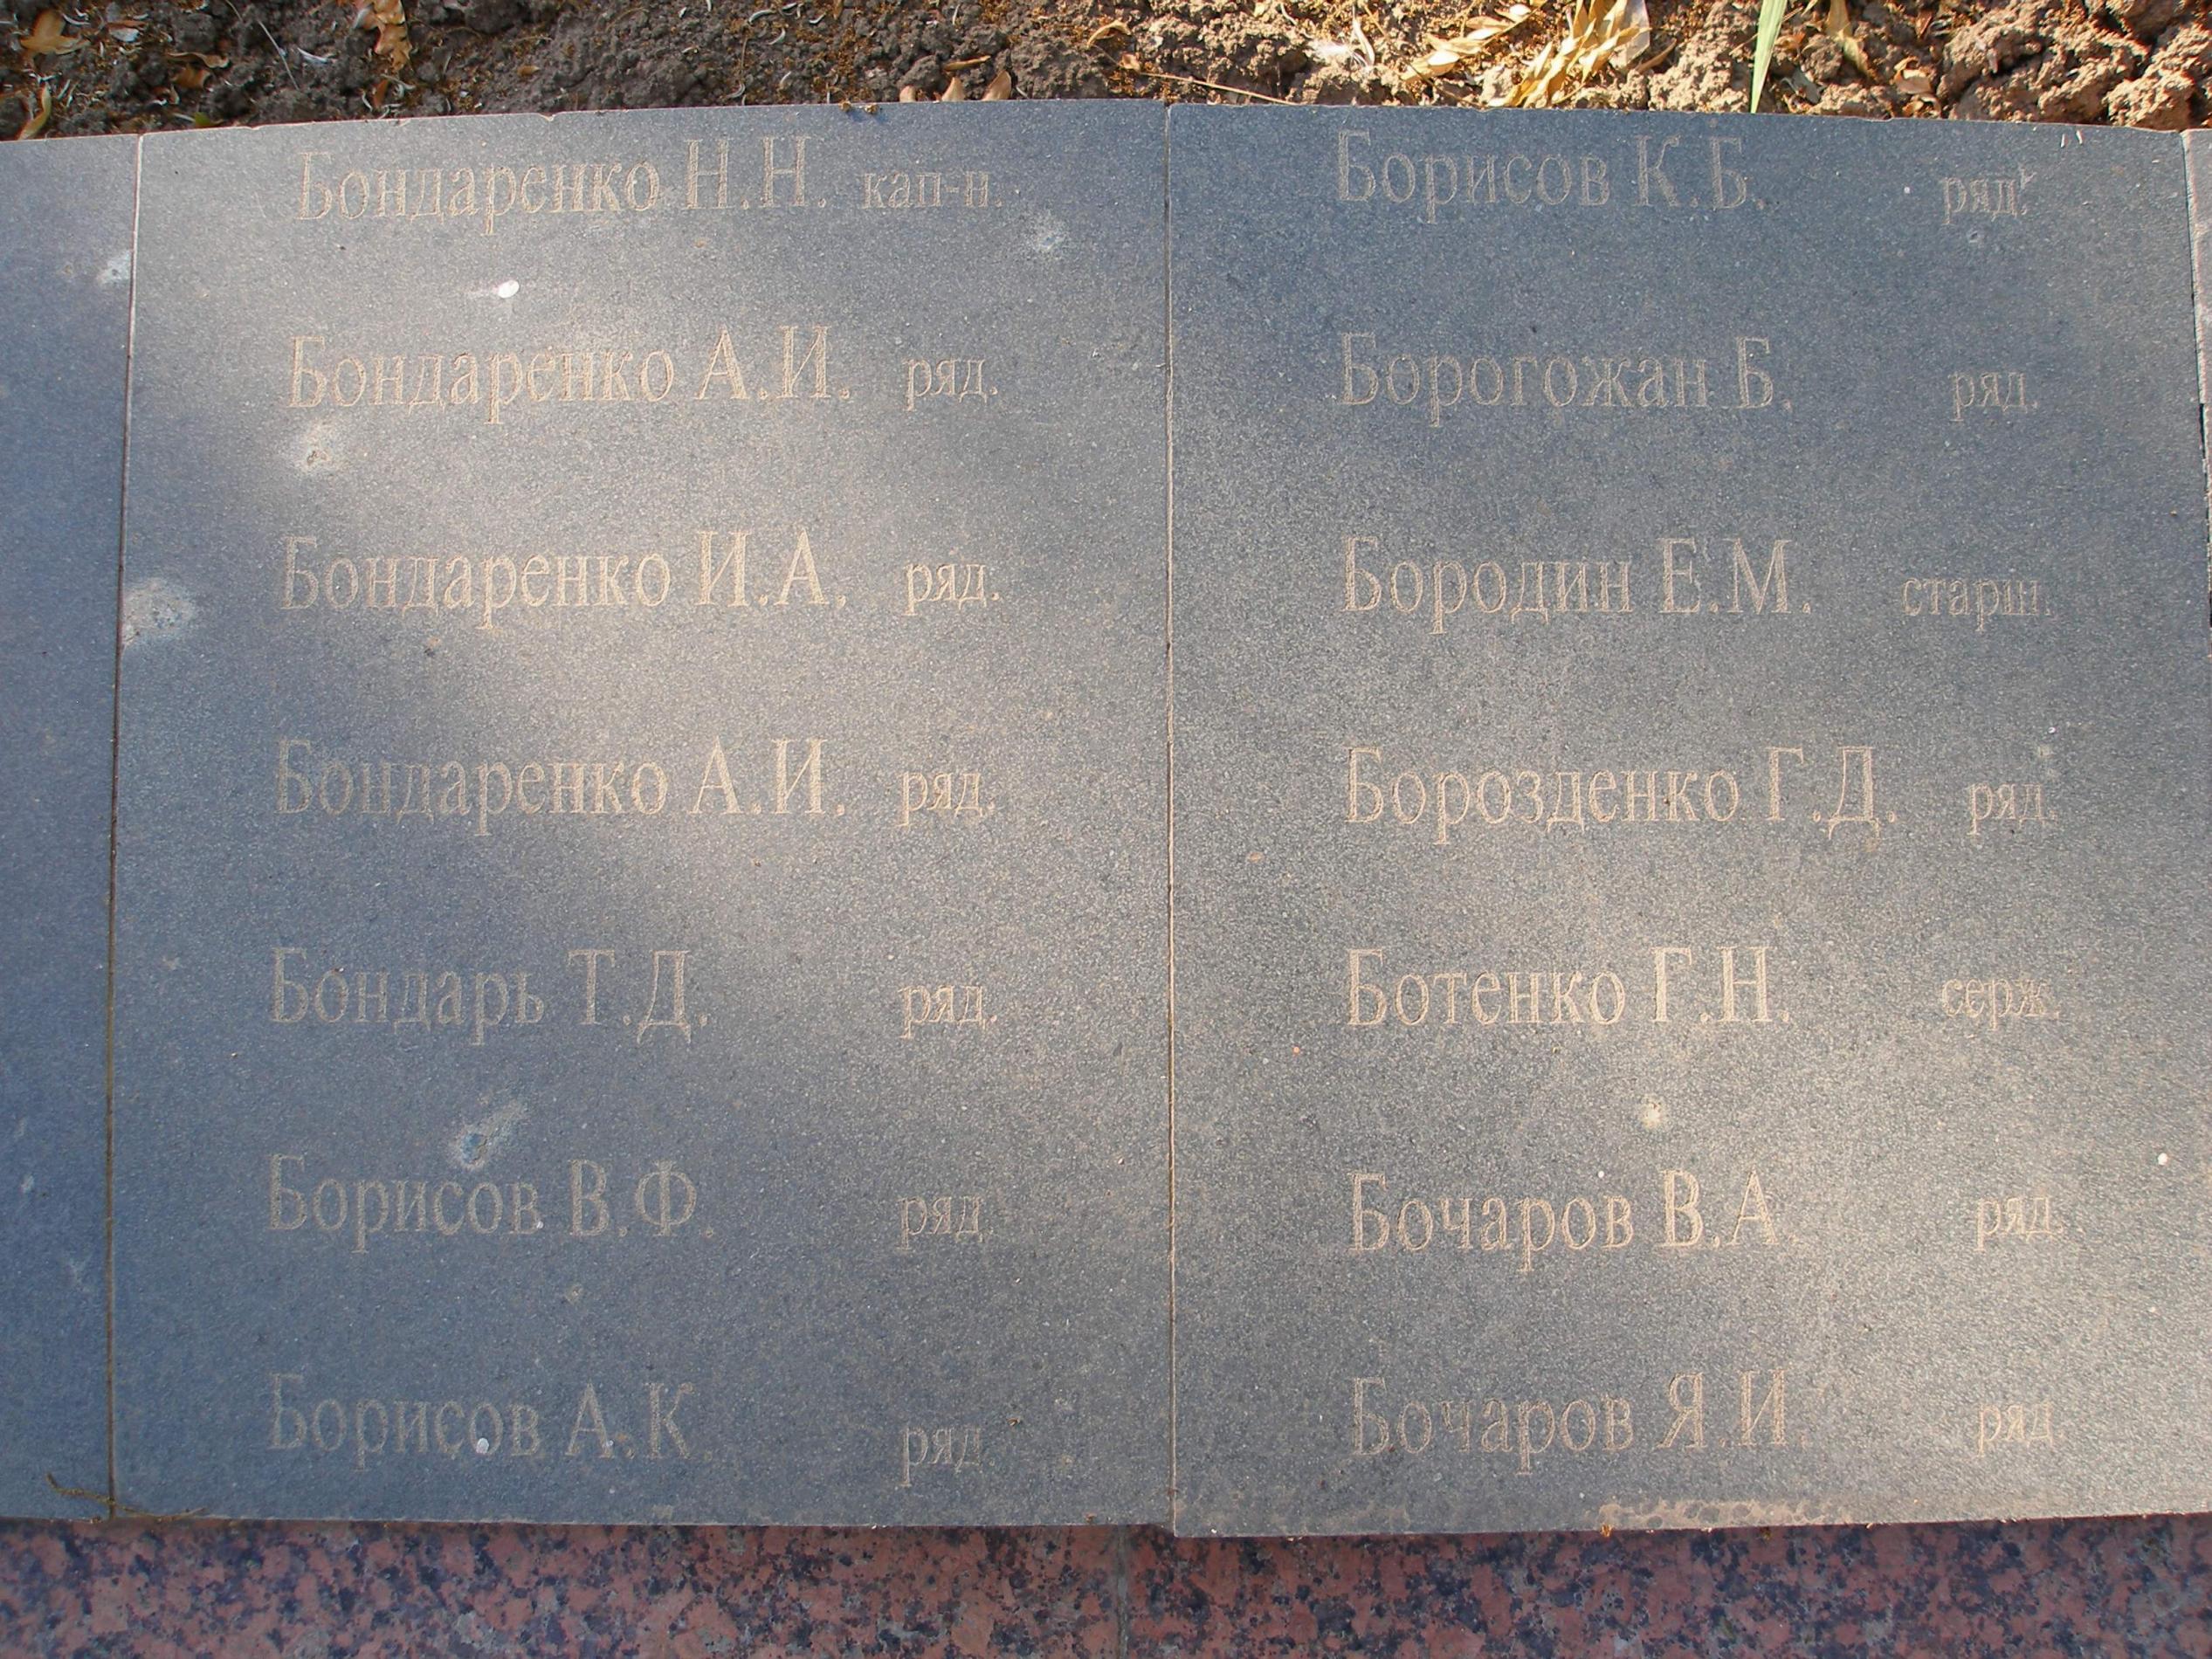 Бондаренко Н.Н. кап-н.
Бондаренко А.И. ряд.
Бондаренко И.А. ряд.
Бондаренко А.И. ряд.
Бондарь Т.Д. ряд.
Борисов В.Ф. ряд.
Борисов А.К. ряд.
Борисов К.Б. ряд.
Борогожан Б. ряд.
Бородин Е.М. старш.
Борозденко Г.Д. ряд.
Ботенко Г.Н. серж.
Бочаров В.А. ряд.
Бочаров Я.И. ряд.